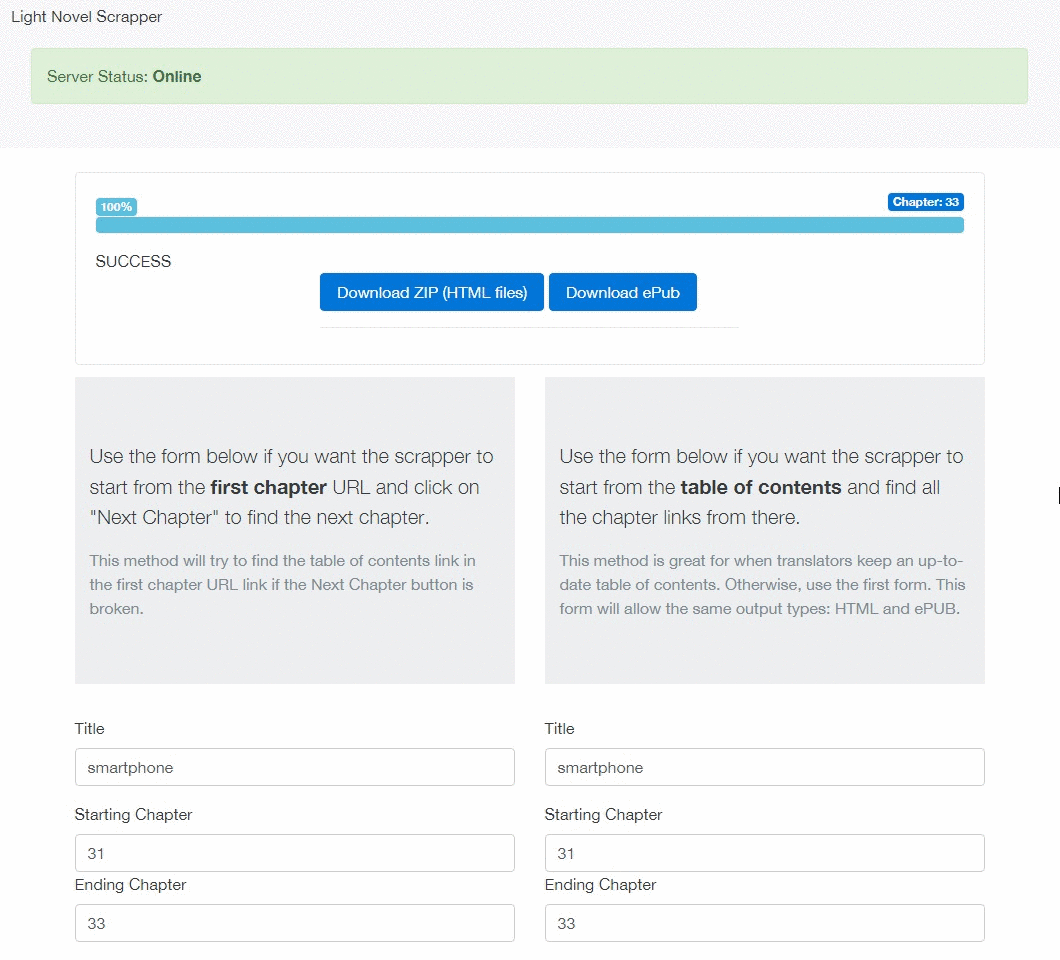 Light Novel Scrapper
Server Status: Online
100%
Chapter: 33
SUCCESS
Download ZIP (HTML files)
Download ePub
Use the form below if you want the scrapper to
start from the first chapter URL and click on
"Next Chapter" to find the next chapter.
This method will try to find the table of contents link in
the first chapter URL link if the Next Chapter button is
broken.
Use the form below if you want the scrapper to
start from the table of contents and find all
the chapter links from there.
This method is great for when translators keep an up-to-
date table of contents. Otherwise, use the first form. This
form will allow the same output types: HTML and ePUB.
Title
smartphone
Starting Chapter
31
Ending Chapter
33
Title
smartphone
Starting Chapter
31
Ending Chapter
33